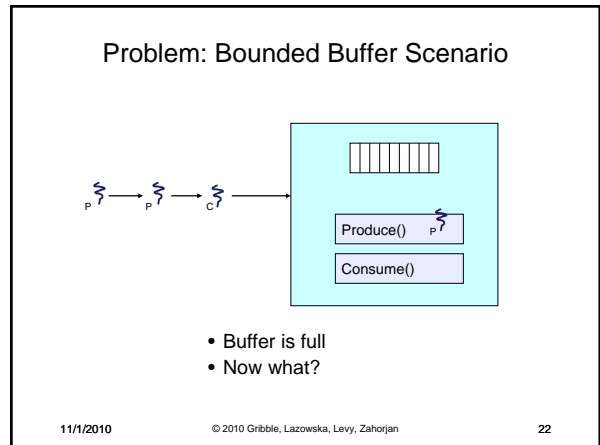 Problem: Bounded Buffer Scenario
P P C
Produce() P
Consume()
• Buffer is full
• Now what?
11/1/2010 © 2010 Gribble, Lazowska, Levy, Zahorjan 22